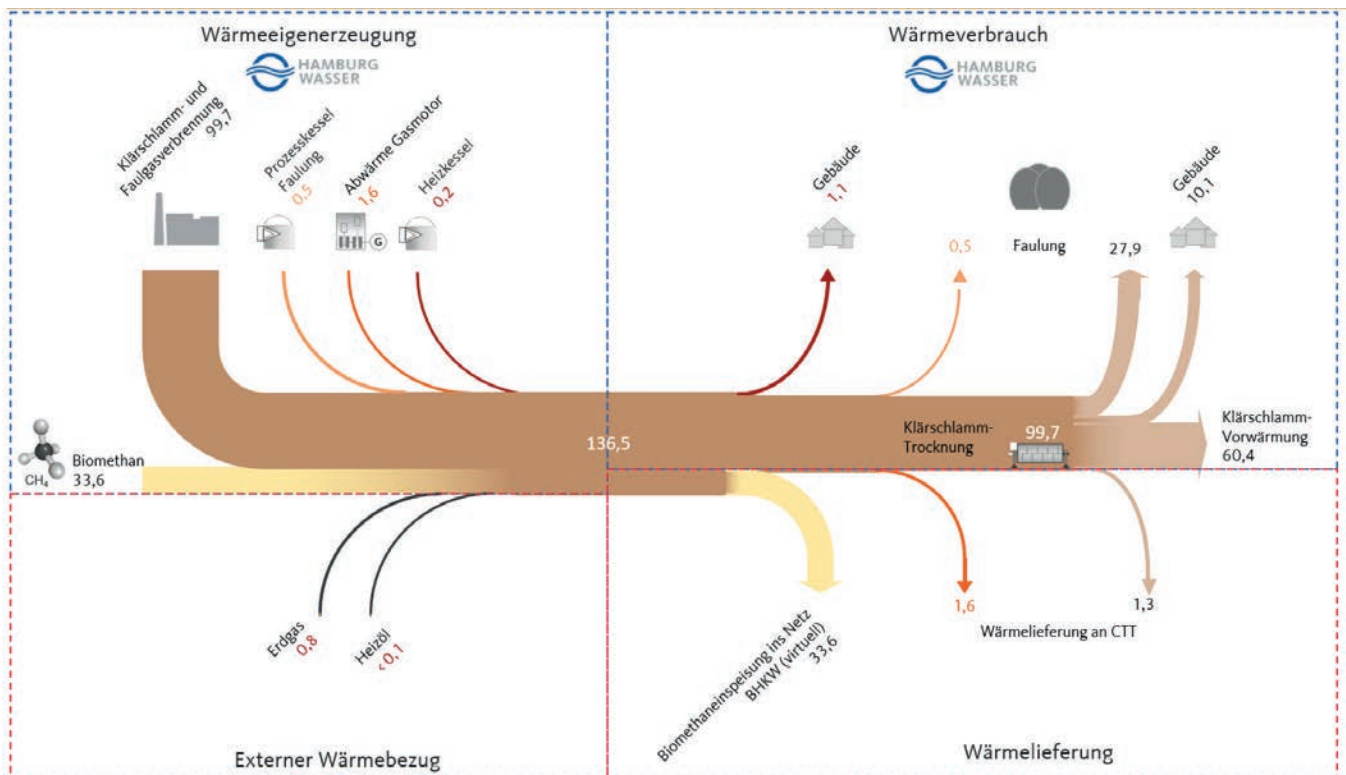 Wärmeeigenerzeugung
HAMBURG
WASSER
Klärschlamm- und
Faulgasverbrennung
99,7
Prozesskessel
Faulung
0,5
Abwärme Gasmotor
1,6
Heizkessel
0,2
G
Wärmeverbrauch
HAMBURG
WASSER
Gebäude
1,1
0,5
Faulung
27,9
Gebäude
10,1
Biomethan
33,6
CH₄
136,5
Klärschlamm-
Trocknung
99,7
Klärschlamm-
Vorwärmung
60,4
Erdgas
0,8
Heizöl
<0,1
Externer Wärmebezug
Biomethaneinspeisung ins Netz
BHKW (virtuell)
33,6
1,6
1,3
Wärmelieferung an CTT
Wärmelieferung